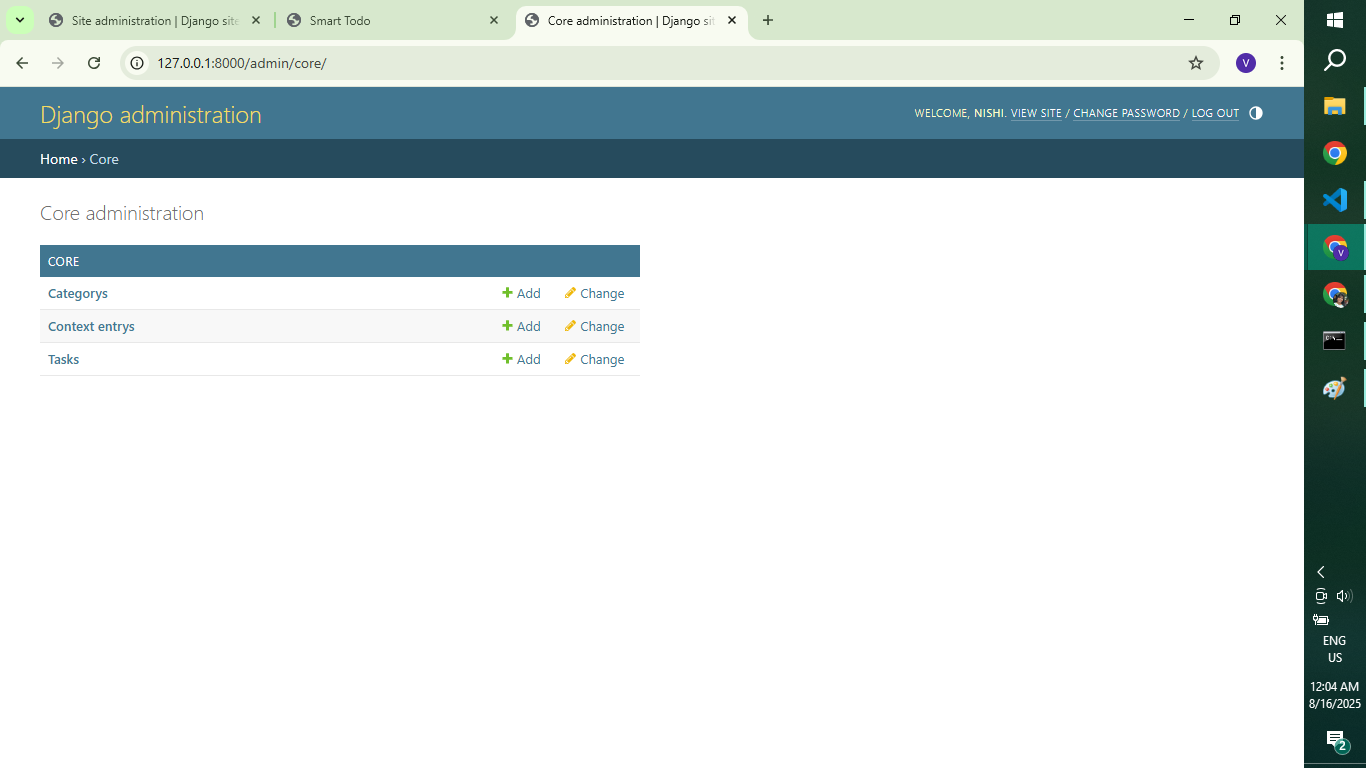 Site administration | Django site
Smart Todo
Core administration | Django si
127.0.0.1:8000/admin/core/
V
Django administration
WELCOME, NISHI. VIEW SITE / CHANGE PASSWORD / LOG OUT
Home › Core
Core administration
CORE
Categorys Add Change
Context entrys Add Change
Tasks Add Change
V
ENG
US
12:04 AM
8/16/2025
2